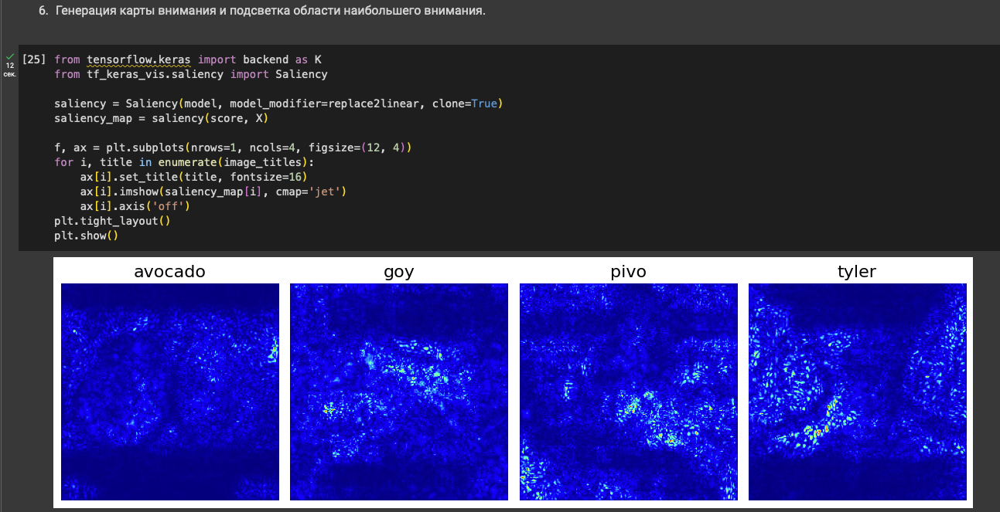 6. Генерация карты внимания и подсветка области наибольшего внимания.
12
сек.
[25] from tensorflow.keras import backend as K
from tf_keras_vis.saliency import Saliency
saliency = Saliency(model, model_modifier=replace2linear, clone=True)
saliency_map = saliency(score, X)
f, ax = plt.subplots(nrows=1, ncols=4, figsize=(12, 4))
for i, title in enumerate(image_titles):
    ax[i].set_title(title, fontsize=16)
    ax[i].imshow(saliency_map[i], cmap='jet')
    ax[i].axis('off')
plt.tight_layout()
plt.show()
avocado goy pivo tyler